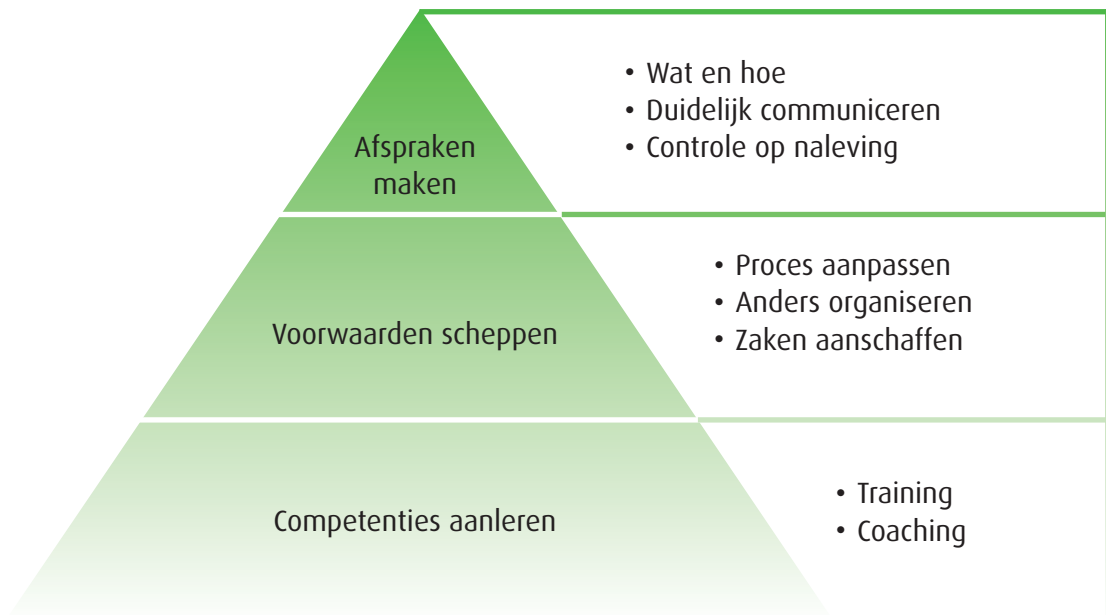 Afspraken
maken
• Wat en hoe
• Duidelijk communiceren
• Controle op naleving
Voorwaarden scheppen
• Proces aanpassen
• Anders organiseren
• Zaken aanschaffen
Competenties aanleren
• Training
• Coaching